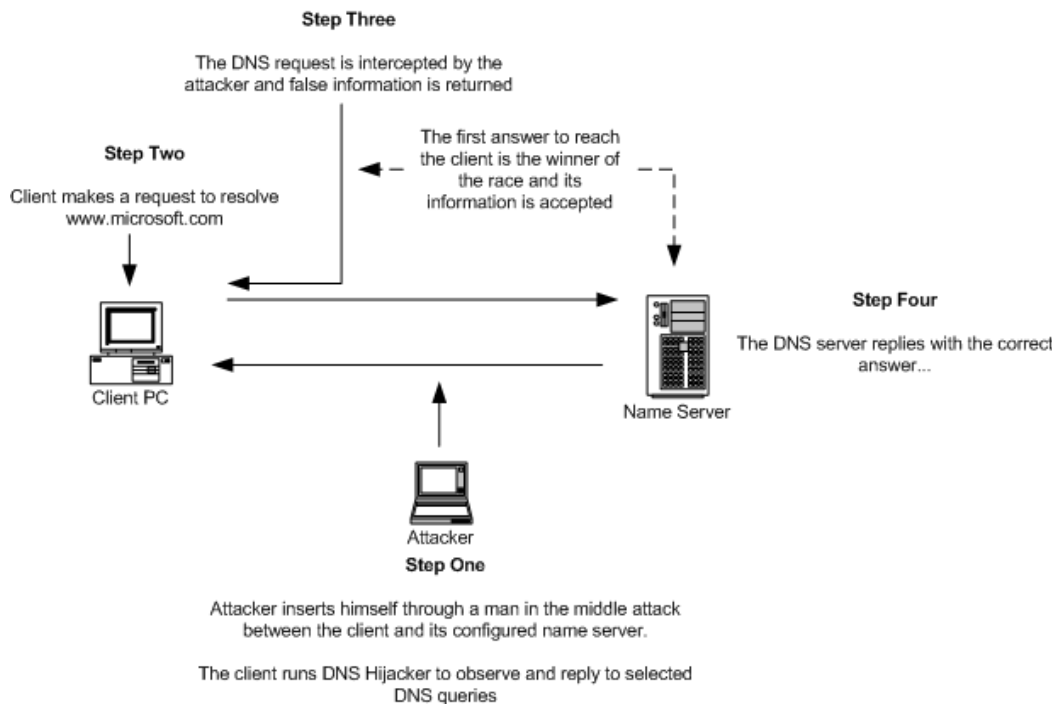 Step Three
The DNS request is intercepted by the
attacker and false information is returned
The first answer to reach
the client is the winner of
the race and its
information is accepted
Step Two
Client makes a request to resolve
www.microsoft.com
Client PC
Name Server
Step Four
The DNS server replies with the correct
answer...
Attacker
Step One
Attacker inserts himself through a man in the middle attack
between the client and its configured name server.
The client runs DNS Hijacker to observe and reply to selected
DNS queries